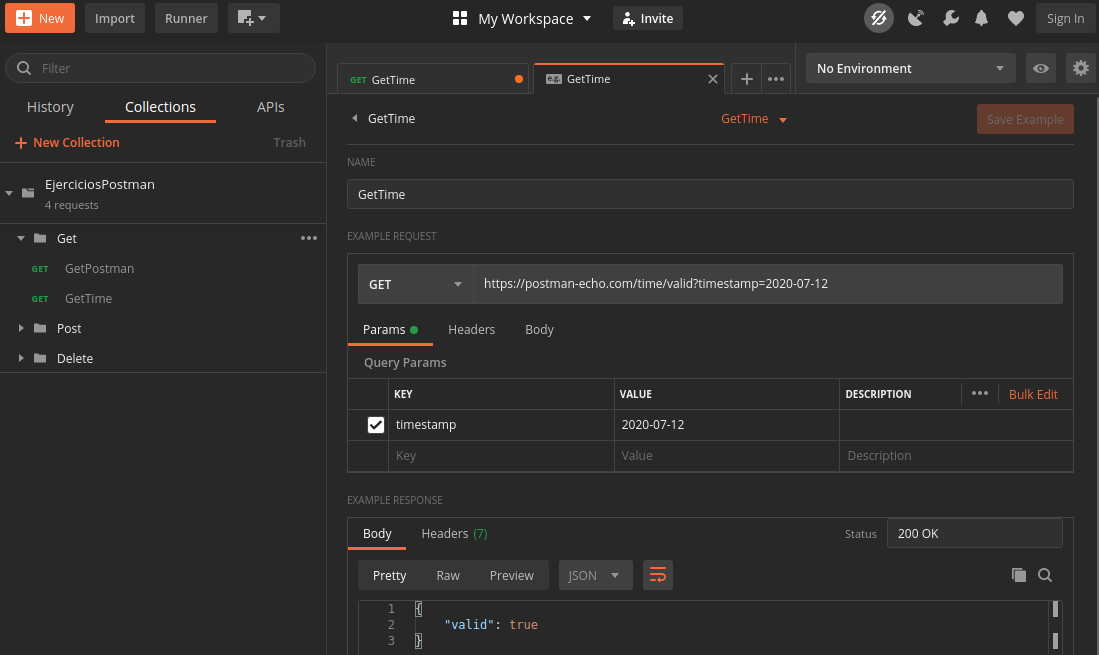 New Import Runner My Workspace Invite Sign In
Filter
History Collections APIs
New Collection Trash
EjerciciosPostman
4 requests
Get
GET GetPostman
GET GetTime
Post
Delete
GET GetTime e.g. GetTime No Environment
GetTime GetTime Save Example
NAME
GetTime
EXAMPLE REQUEST
GET https://postman-echo.com/time/valid?timestamp=2020-07-12
Params Headers Body
Query Params
KEY VALUE DESCRIPTION Bulk Edit
timestamp 2020-07-12
Key Value Description
EXAMPLE RESPONSE
Body Headers (7) Status 200 OK
Pretty Raw Preview JSON
1 {
2 "valid": true
3 }